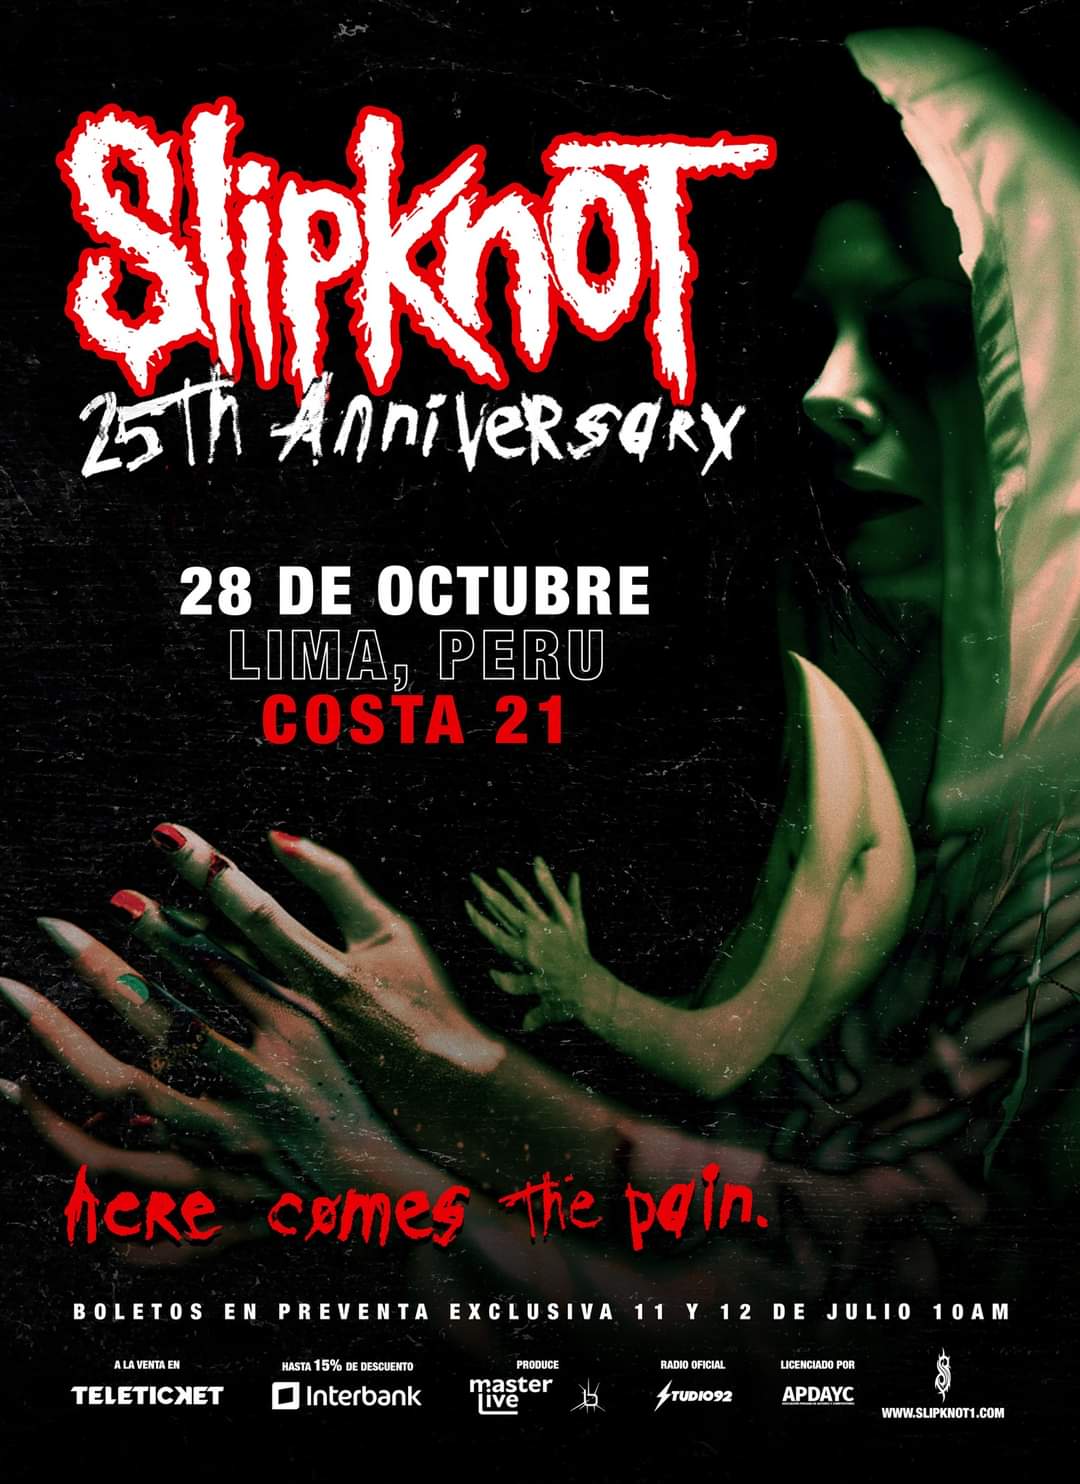 Slipknot
25th Anniversary
28 DE OCTUBRE
LIMA, PERU
COSTA 21
here comes the pain.
BOLETOS EN PREVENTA EXCLUSIVA 11 Y 12 DE JULIO 10AM
A LA VENTA EN
TELETICKET
HASTA 15% DE DESCUENTO
Interbank
PRODUCE
master
live
RADIO OFICIAL
STUDIO92
LICENCIADO POR
APDAYC
WWW.SLIPKNOT1.COM